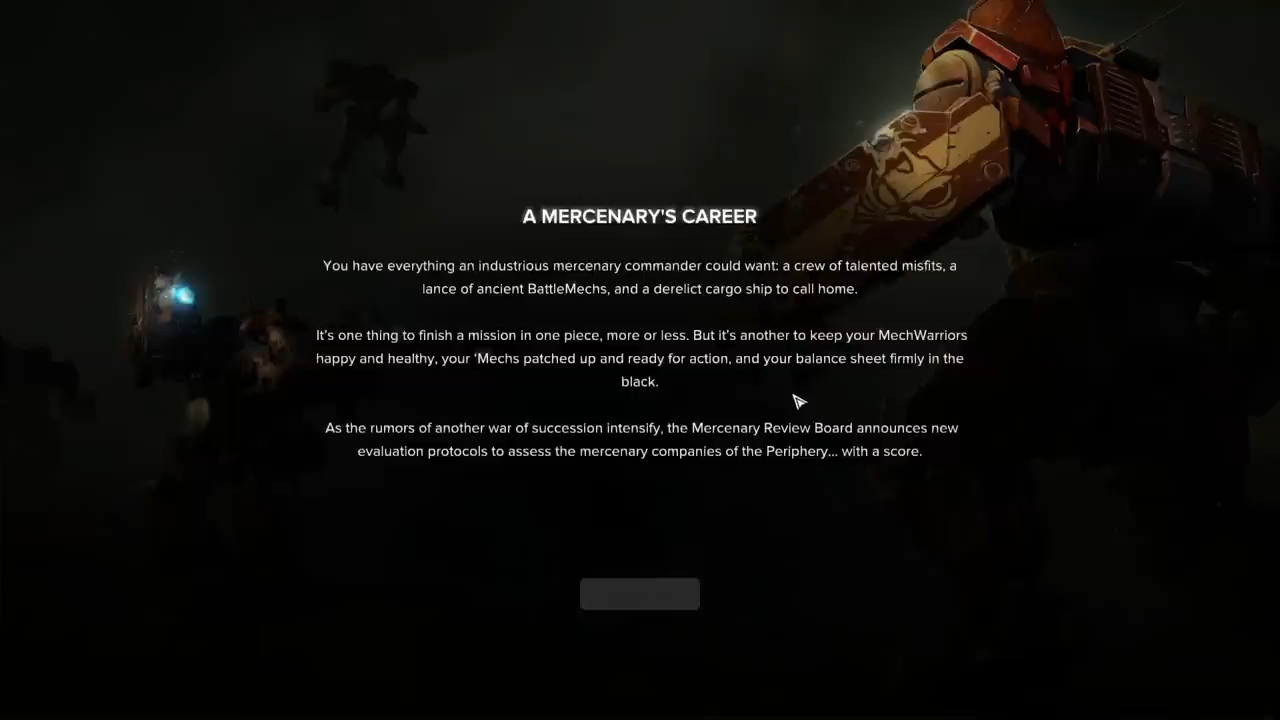 A MERCENARY'S CAREER
You have everything an industrious mercenary commander could want: a crew of talented misfits, a
lance of ancient BattleMechs, and a derelict cargo ship to call home.
It's one thing to finish a mission in one piece, more or less. But it's another to keep your MechWarriors
happy and healthy, your 'Mechs patched up and ready for action, and your balance sheet firmly in the
black.
As the rumors of another war of succession intensify, the Mercenary Review Board announces new
evaluation protocols to assess the mercenary companies of the Periphery... with a score.